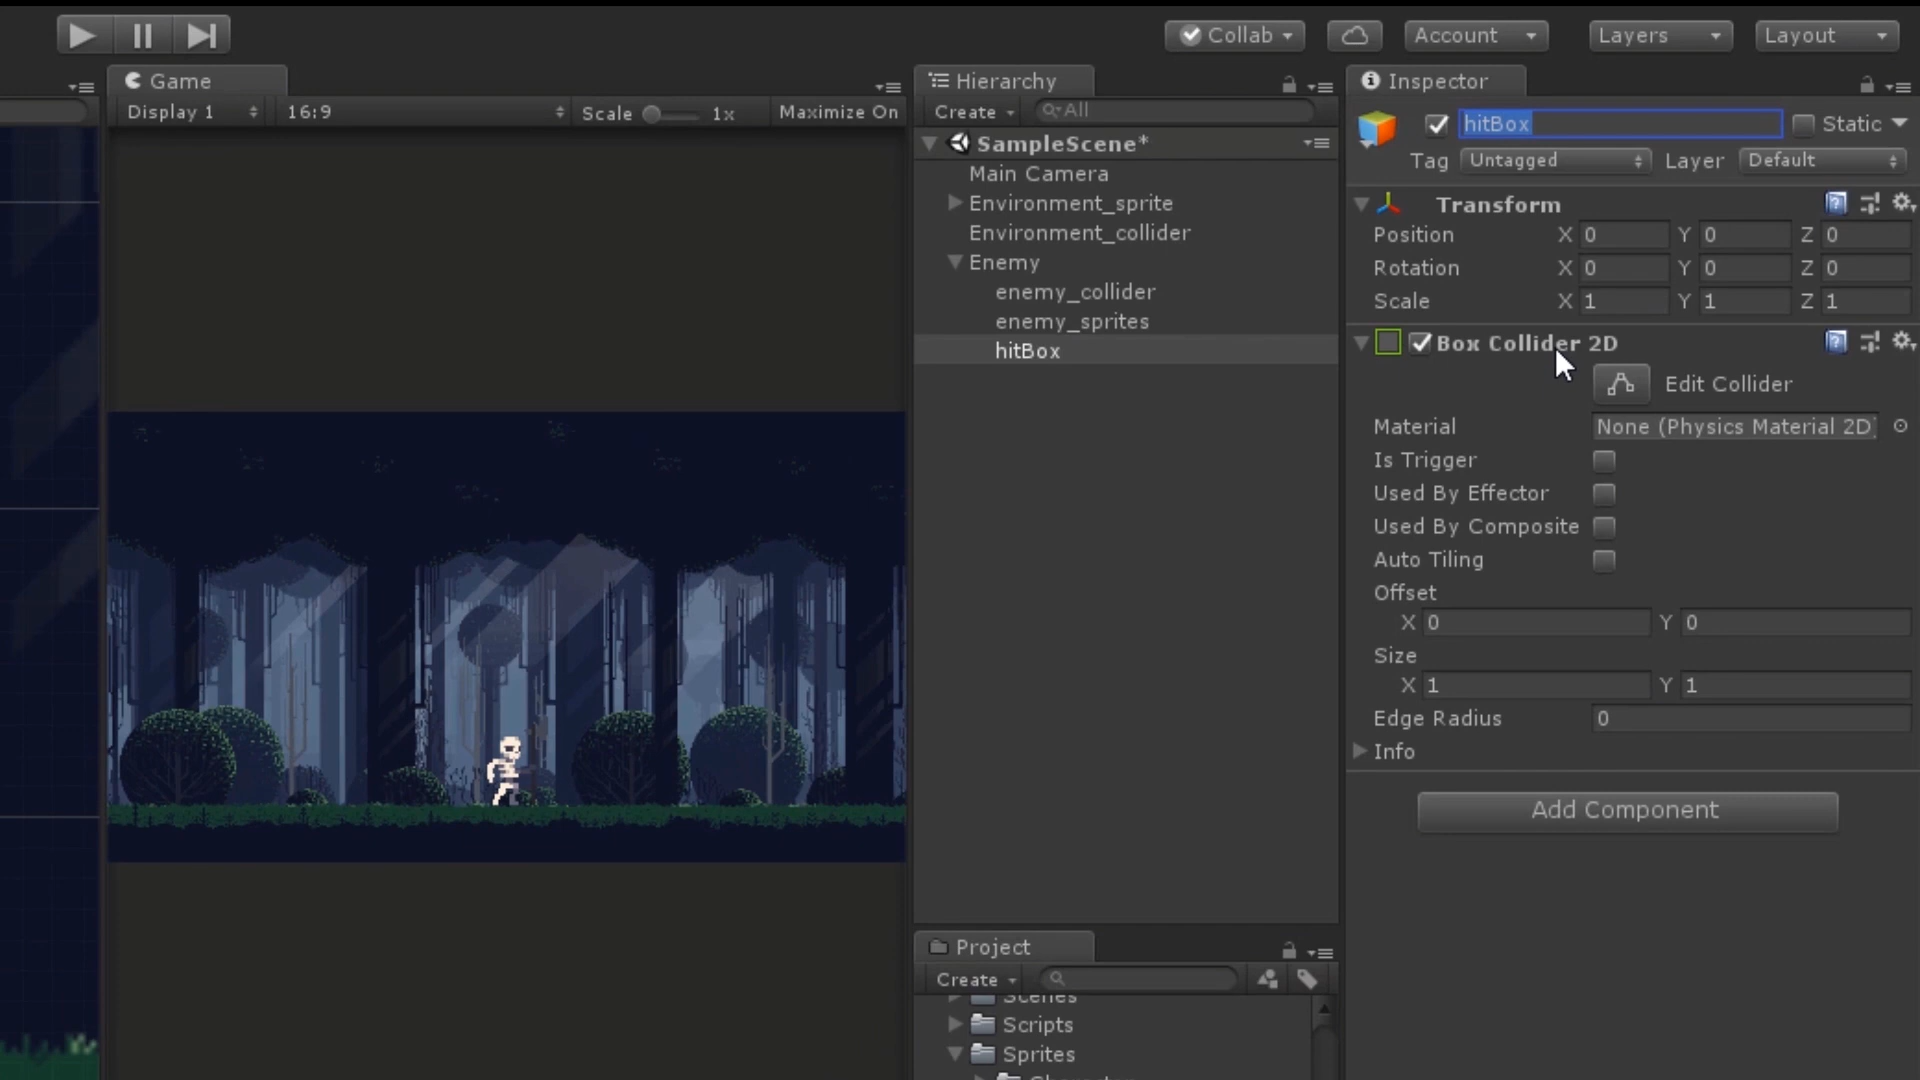 Collab
Account
Layers
Layout
Game
Display 1
16:9
Scale
1x
Maximize On
Hierarchy
Create
All
SampleScene*
Main Camera
Environment_sprite
Environment_collider
Enemy
enemy_collider
enemy_sprites
hitBox
Project
Create
Scenes
Scripts
Sprites
Inspector
hitBox
Static
Tag Untagged Layer Default
Transform
Position X 0 Y 0 Z 0
Rotation X 0 Y 0 Z 0
Scale X 1 Y 1 Z 1
Box Collider 2D
Edit Collider
Material None (Physics Material 2D)
Is Trigger
Used By Effector
Used By Composite
Auto Tiling
Offset
X 0 Y 0
Size
X 1 Y 1
Edge Radius 0
Info
Add Component